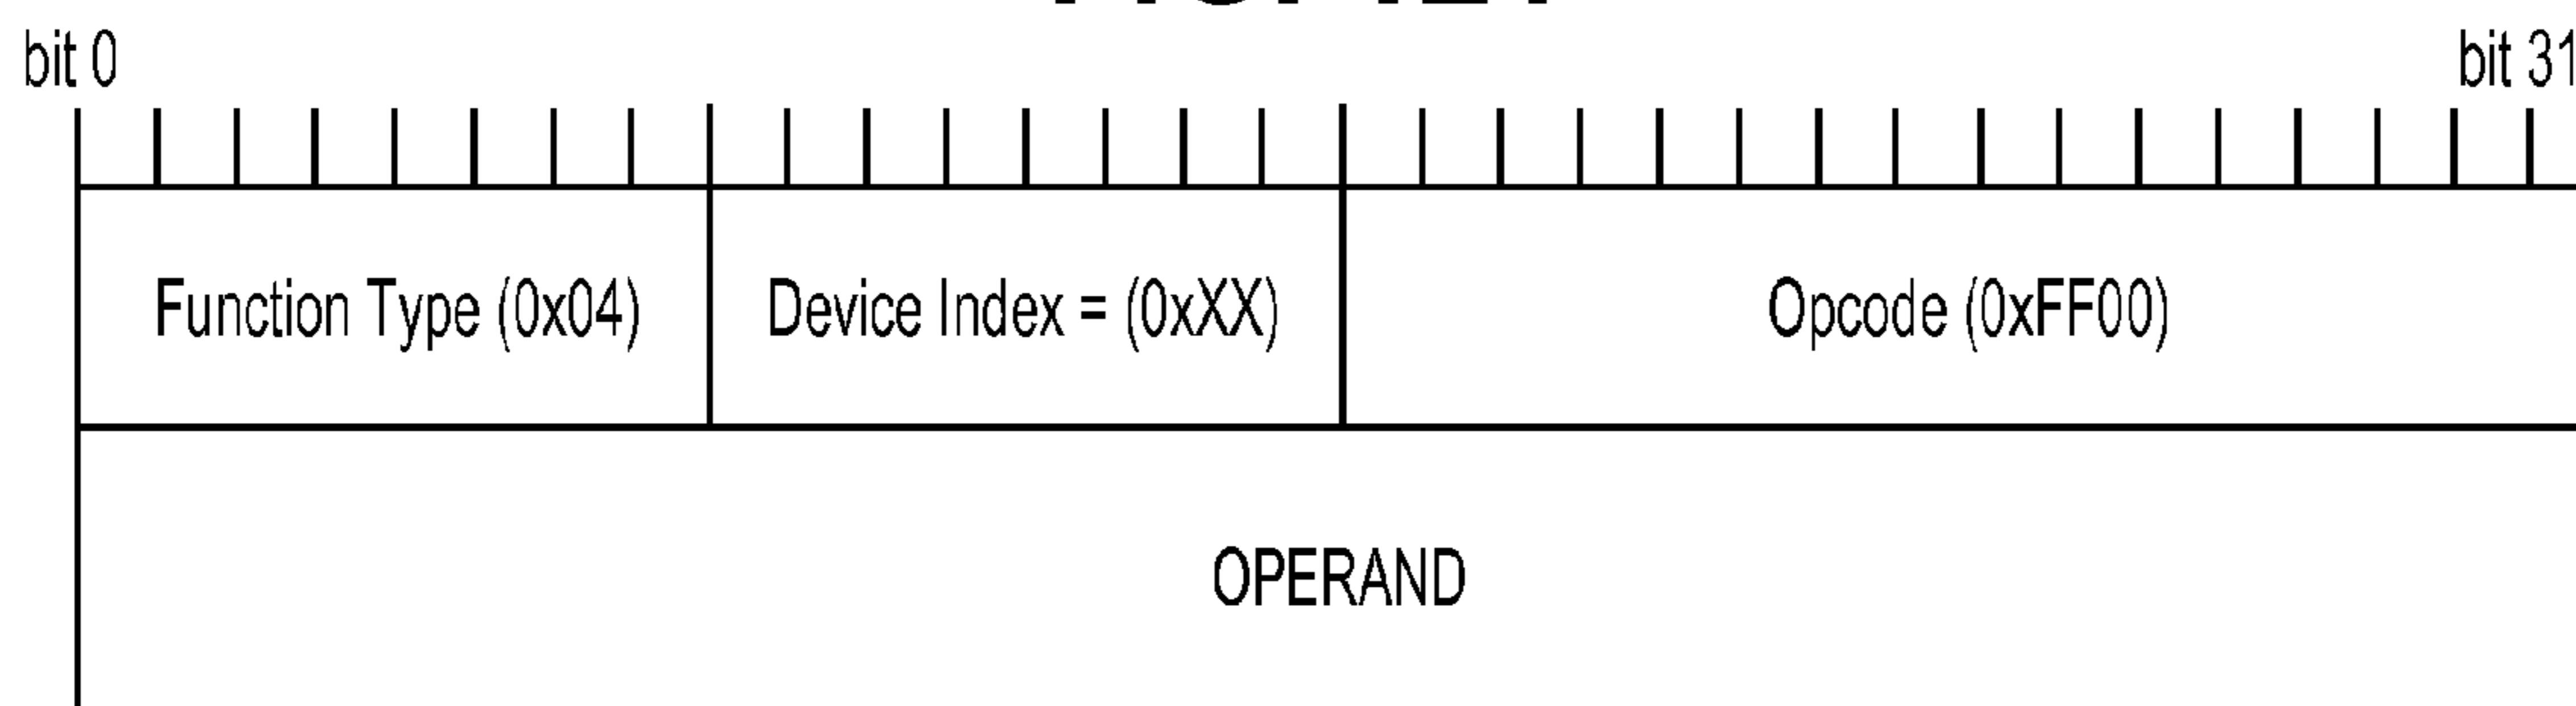 bit 0 bit 31
Function Type (0x04) Device Index = (0xXX) Opcode (0xFF00)
OPERAND